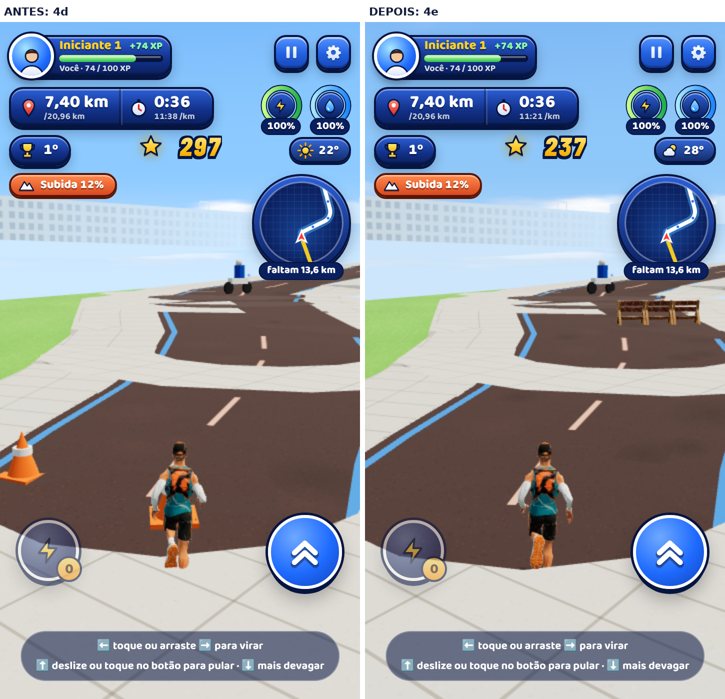 ANTES: 4d
Iniciante 1 +74 XP
Você · 74 / 100 XP
7,40 km 0:36
/20,96 km 11:38 /km
100% 100%
1° 297 22°
Subida 12%
faltam 13,6 km
0
⬅ toque ou arraste ➡ para virar
⬆ deslize ou toque no botão para pular · ⬇ mais devagar
DEPOIS: 4e
Iniciante 1 +74 XP
Você · 74 / 100 XP
7,40 km 0:36
/20,96 km 11:21 /km
100% 100%
1° 237 28°
Subida 12%
faltam 13,6 km
0
⬅ toque ou arraste ➡ para virar
⬆ deslize ou toque no botão para pular · ⬇ mais devagar